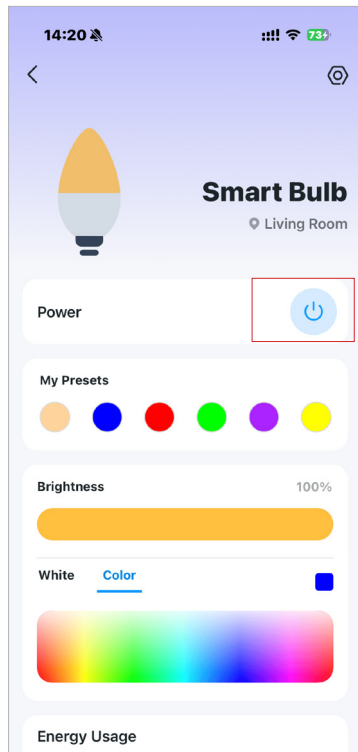 14:20
73
Smart Bulb
Living Room
Power
My Presets
Brightness 100%
White Color
Energy Usage